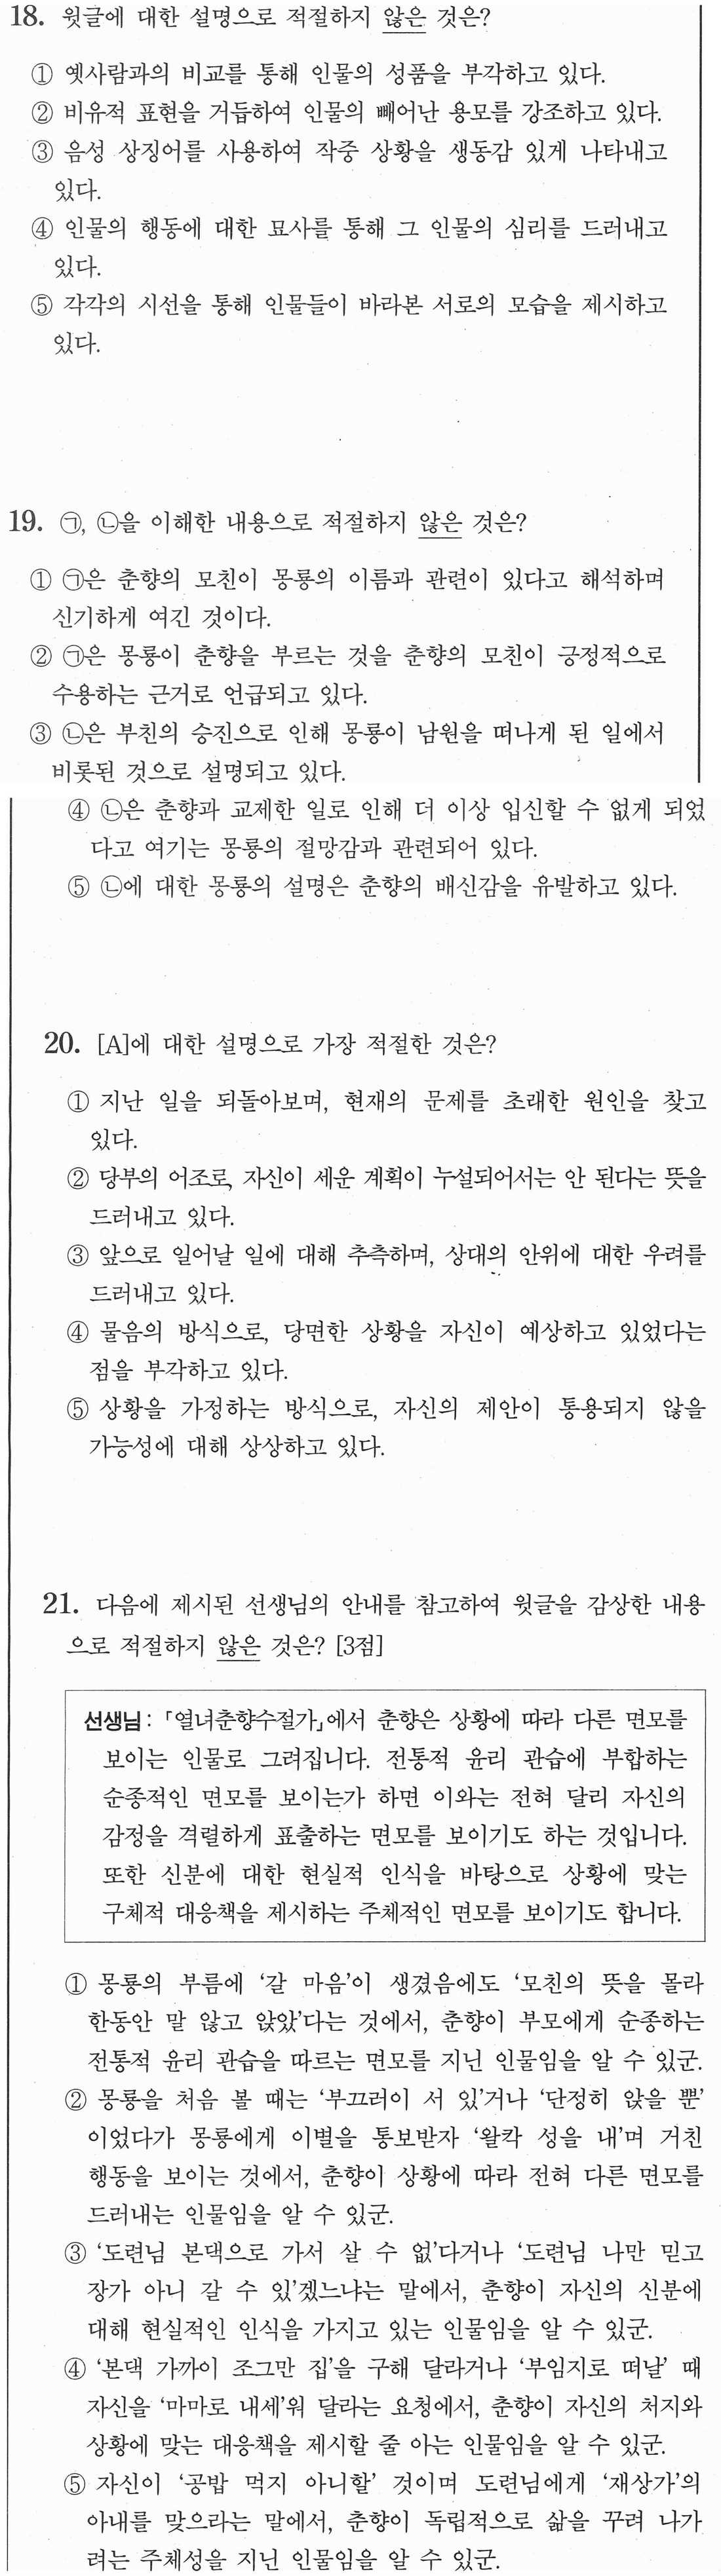 18. 윗글에 대한 설명으로 적절하지 않은 것은?
① 옛사람과의 비교를 통해 인물의 성품을 부각하고 있다.
② 비유적 표현을 거듭하여 인물의 빼어난 용모를 강조하고 있다.
③ 음성 상징어를 사용하여 작중 상황을 생동감 있게 나타내고
있다.
④ 인물의 행동에 대한 묘사를 통해 그 인물의 심리를 드러내고
있다.
⑤ 각각의 시선을 통해 인물들이 바라본 서로의 모습을 제시하고
있다.
19. ㉠, ㉡을 이해한 내용으로 적절하지 않은 것은?
① ㉠은 춘향의 모친이 몽룡의 이름과 관련이 있다고 해석하며
신기하게 여긴 것이다.
② ㉠은 몽룡이 춘향을 부르는 것을 춘향의 모친이 긍정적으로
수용하는 근거로 언급되고 있다.
③ ㉡은 부친의 승진으로 인해 몽룡이 남원을 떠나게 된 일에서
비롯된 것으로 설명되고 있다.
④ ㉡은 춘향과 교제한 일로 인해 더 이상 입신할 수 없게 되었
다고 여기는 몽룡의 절망감과 관련되어 있다.
⑤ ㉡에 대한 몽룡의 설명은 춘향의 배신감을 유발하고 있다.
20. [A]에 대한 설명으로 가장 적절한 것은?
① 지난 일을 되돌아보며, 현재의 문제를 초래한 원인을 찾고
있다.
② 당부의 어조로, 자신이 세운 계획이 누설되어서는 안 된다는 뜻을
드러내고 있다.
③ 앞으로 일어날 일에 대해 추측하며, 상대의 안위에 대한 우려를
드러내고 있다.
④ 물음의 방식으로, 당면한 상황을 자신이 예상하고 있었다는
점을 부각하고 있다.
⑤ 상황을 가정하는 방식으로, 자신의 제안이 통용되지 않을
가능성에 대해 상상하고 있다.
21. 다음에 제시된 선생님의 안내를 참고하여 윗글을 감상한 내용
으로 적절하지 않은 것은? [3점]
선생님 : 「열녀춘향수절가」에서 춘향은 상황에 따라 다른 면모를
보이는 인물로 그려집니다. 전통적 윤리 관습에 부합하는
순종적인 면모를 보이는가 하면 이와는 전혀 달리 자신의
감정을 격렬하게 표출하는 면모를 보이기도 하는 것입니다.
또한 신분에 대한 현실적 인식을 바탕으로 상황에 맞는
구체적 대응책을 제시하는 주체적인 면모를 보이기도 합니다.
① 몽룡의 부름에 ‘갈 마음’이 생겼음에도 ‘모친의 뜻을 몰라
한동안 말 않고 앉았’다는 것에서, 춘향이 부모에게 순종하는
전통적 윤리 관습을 따르는 면모를 지닌 인물임을 알 수 있군.
② 몽룡을 처음 볼 때는 ‘부끄러이 서 있’거나 ‘단정히 앉을 뿐’
이었다가 몽룡에게 이별을 통보받자 ‘왈칵 성을 내’며 거친
행동을 보이는 것에서, 춘향이 상황에 따라 전혀 다른 면모를
드러내는 인물임을 알 수 있군.
③ ‘도련님 본댁으로 가서 살 수 없’다거나 ‘도련님 나만 믿고
장가 아니 갈 수 있’겠느냐는 말에서, 춘향이 자신의 신분에
대해 현실적인 인식을 가지고 있는 인물임을 알 수 있군.
④ ‘본댁 가까이 조그만 집’을 구해 달라거나 ‘부임지로 떠날’ 때
자신을 ‘마마로 내세’워 달라는 요청에서, 춘향이 자신의 처지와
상황에 맞는 대응책을 제시할 줄 아는 인물임을 알 수 있군.
⑤ 자신이 ‘공밥 먹지 아니할’ 것이며 도련님에게 ‘재상가’의
아내를 맞으라는 말에서, 춘향이 독립적으로 삶을 꾸려 나가
려는 주체성을 지닌 인물임을 알 수 있군.